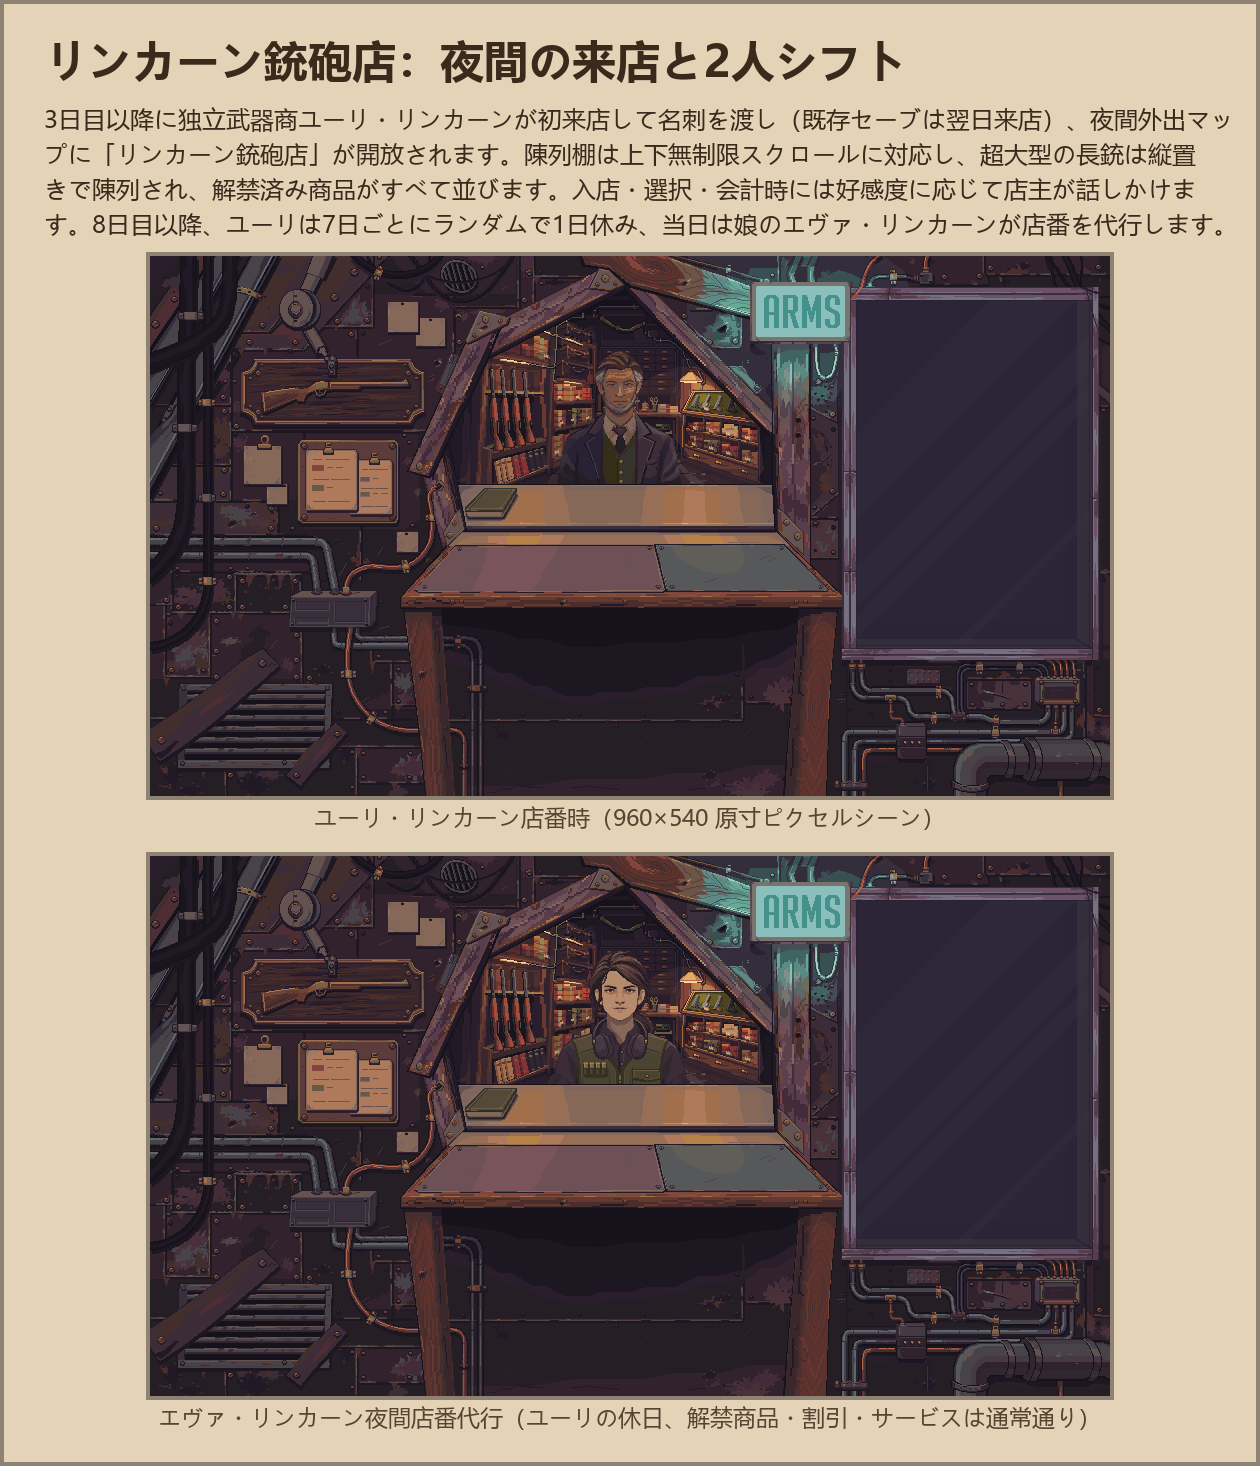 リンカーン銃砲店：夜間の来店と2人シフト
3日目以降に独立武器商ユーリ・リンカーンが初来店して名刺を渡し（既存セーブは翌日来店）、夜間外出マッ
プに「リンカーン銃砲店」が開放されます。陳列棚は上下無制限スクロールに対応し、超大型の長銃は縦置
きで陳列され、解禁済み商品がすべて並びます。入店・選択・会計時には好感度に応じて店主が話しかけま
す。8日目以降、ユーリは7日ごとにランダムで1日休み、当日は娘のエヴァ・リンカーンが店番を代行します。
ARMS
ユーリ・リンカーン店番時（960×540 原寸ピクセルシーン）
ARMS
エヴァ・リンカーン夜間店番代行（ユーリの休日、解禁商品・割引・サービスは通常通り）